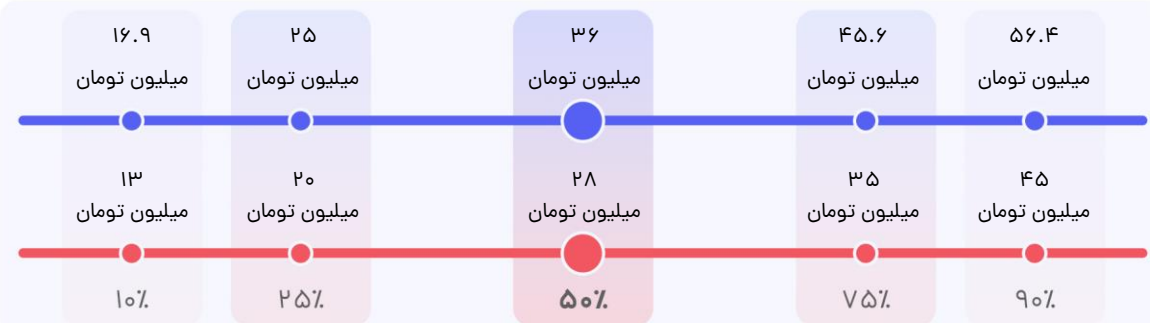 ۱۶.۹ ۲۵ ۳۶ ۴۵.۶ ۵۶.۴
میلیون تومان میلیون تومان میلیون تومان میلیون تومان میلیون تومان
۱۳ ۲۰ ۲۸ ۳۵ ۴۵
میلیون تومان میلیون تومان میلیون تومان میلیون تومان میلیون تومان
۱۰٪ ۲۵٪ ۵۰٪ ۷۵٪ ۹۰٪